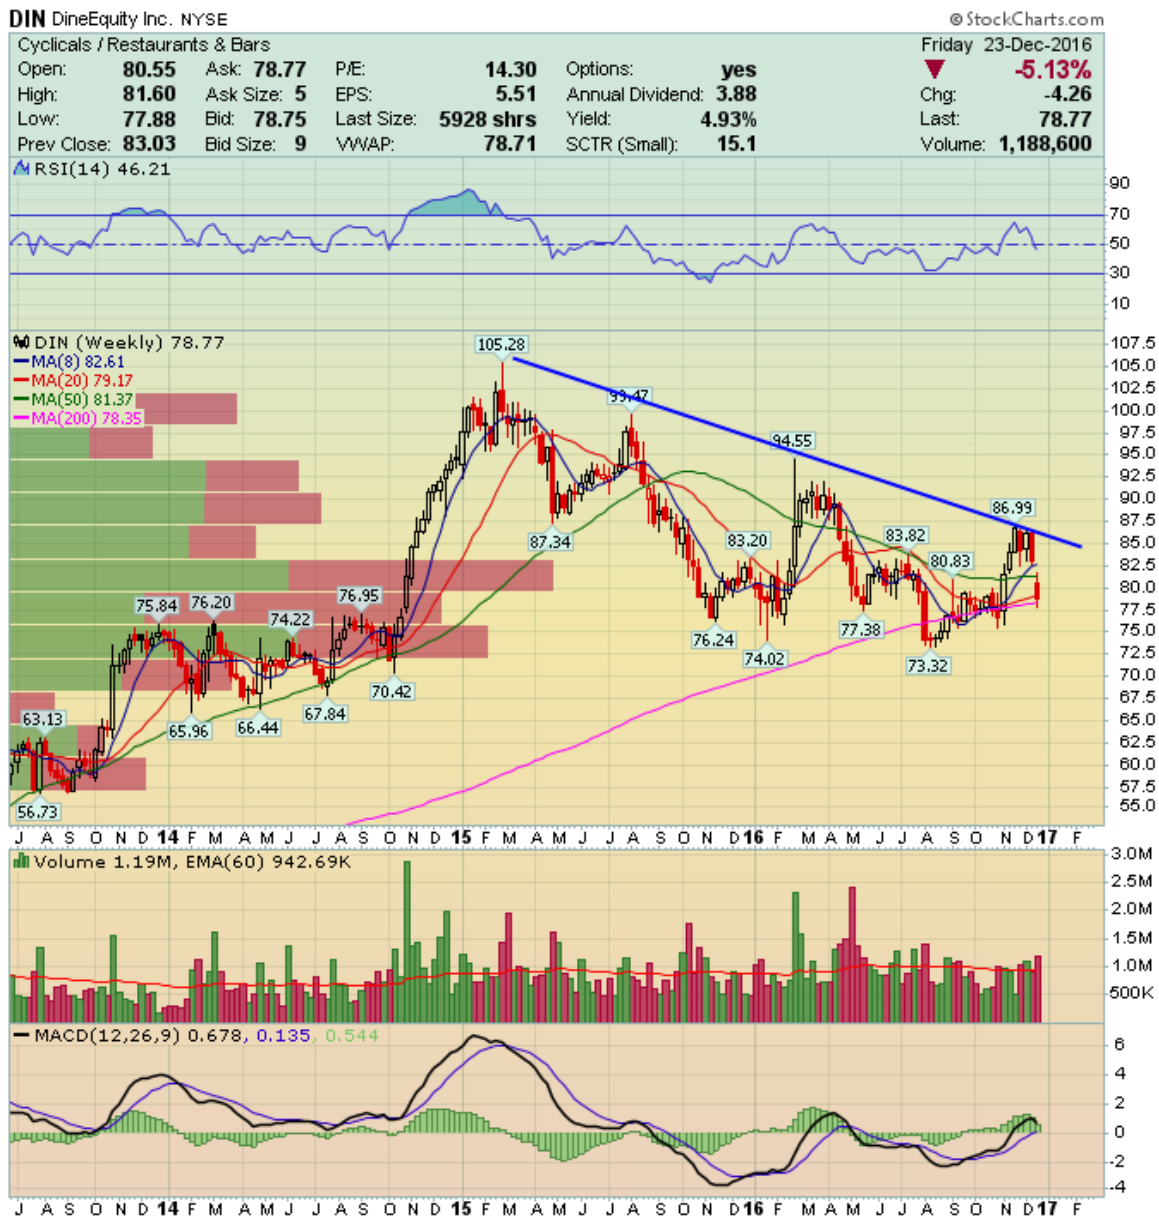 DIN DineEquity Inc. NYSE © StockCharts.com
Cyclicals / Restaurants & Bars Friday 23-Dec-2016
Open: 80.55 Ask: 78.77 P/E: 14.30 Options: yes ▼ -5.13%
High: 81.60 Ask Size: 5 EPS: 5.51 Annual Dividend: 3.88 Chg: -4.26
Low: 77.88 Bid: 78.75 Last Size: 5928 shrs Yield: 4.93% Last: 78.77
Prev Close: 83.03 Bid Size: 9 VWAP: 78.71 SCTR (Small): 15.1 Volume: 1,188,600
RSI(14) 46.21
90
70
50
30
10
DIN (Weekly) 78.77
MA(8) 82.61
MA(20) 79.17
MA(50) 81.37
MA(200) 78.35
105.28
99.47
94.55
86.99
87.34
83.20
83.82
80.83
75.84
76.20
74.22
76.95
76.24
74.02
77.38
73.32
70.42
67.84
66.44
65.96
63.13
56.73
107.5
105.0
102.5
100.0
97.5
95.0
92.5
90.0
87.5
85.0
82.5
80.0
77.5
75.0
72.5
70.0
67.5
65.0
62.5
60.0
57.5
55.0
J A S O N D 14 F M A M J J A S O N D 15 F M A M J J A S O N D 16 F M A M J J A S O N D 17 F
Volume 1.19M, EMA(60) 942.69K
3.0M
2.5M
2.0M
1.5M
1.0M
500K
MACD(12,26,9) 0.678, 0.135, 0.544
6
4
2
0
-2
-4
J A S O N D 14 F M A M J J A S O N D 15 F M A M J J A S O N D 16 F M A M J J A S O N D 17 F